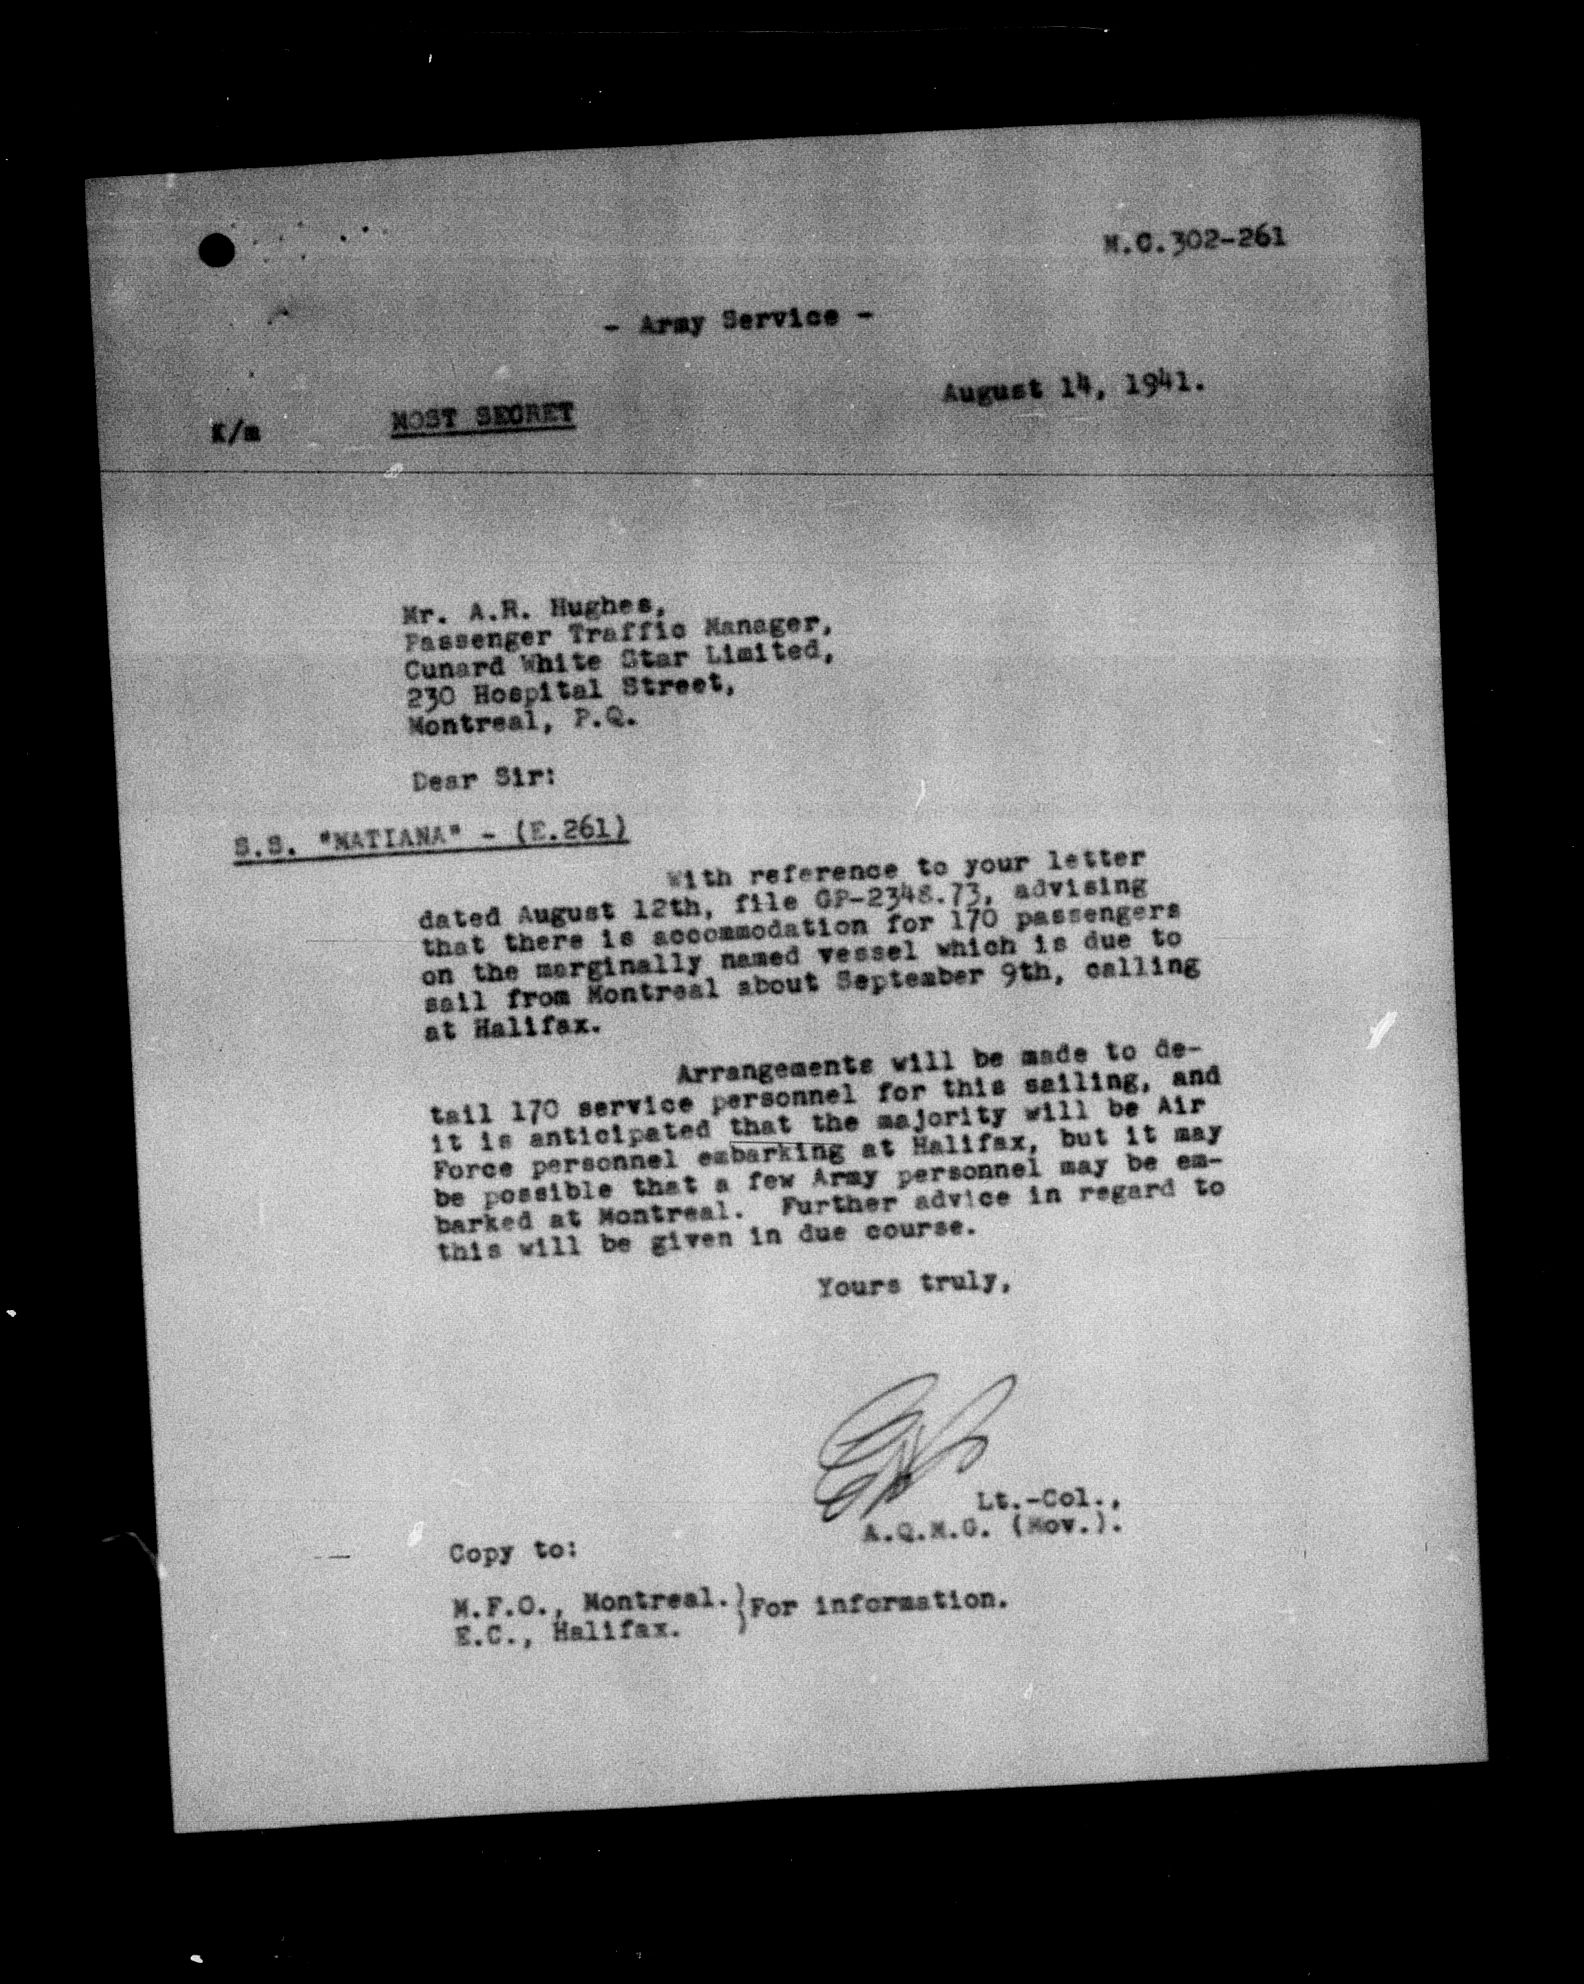 M.C.302-261
- Army Service -
August 14, 1941.
K/m MOST SECRET
Mr. A.R. Hughes,
Passenger Traffic Manager,
Cunard White Star Limited,
230 Hospital Street,
Montreal, P.Q.
Dear Sir:
S.S. "MATIANA" - (E.261)
With reference to your letter
dated August 12th, file GP-2348.73, advising
that there is accommodation for 170 passengers
on the marginally named vessel which is due to
sail from Montreal about September 9th, calling
at Halifax.
Arrangements will be made to de-
tail 170 service personnel for this sailing, and
it is anticipated that the majority will be Air
Force personnel embarking at Halifax, but it may
be possible that a few Army personnel may be em-
barked at Montreal. Further advice in regard to
this will be given in due course.
Yours truly,
Lt.-Col.,
A.Q.M.G. (Mov.).
Copy to:
M.F.O., Montreal.) For information.
E.C., Halifax. )